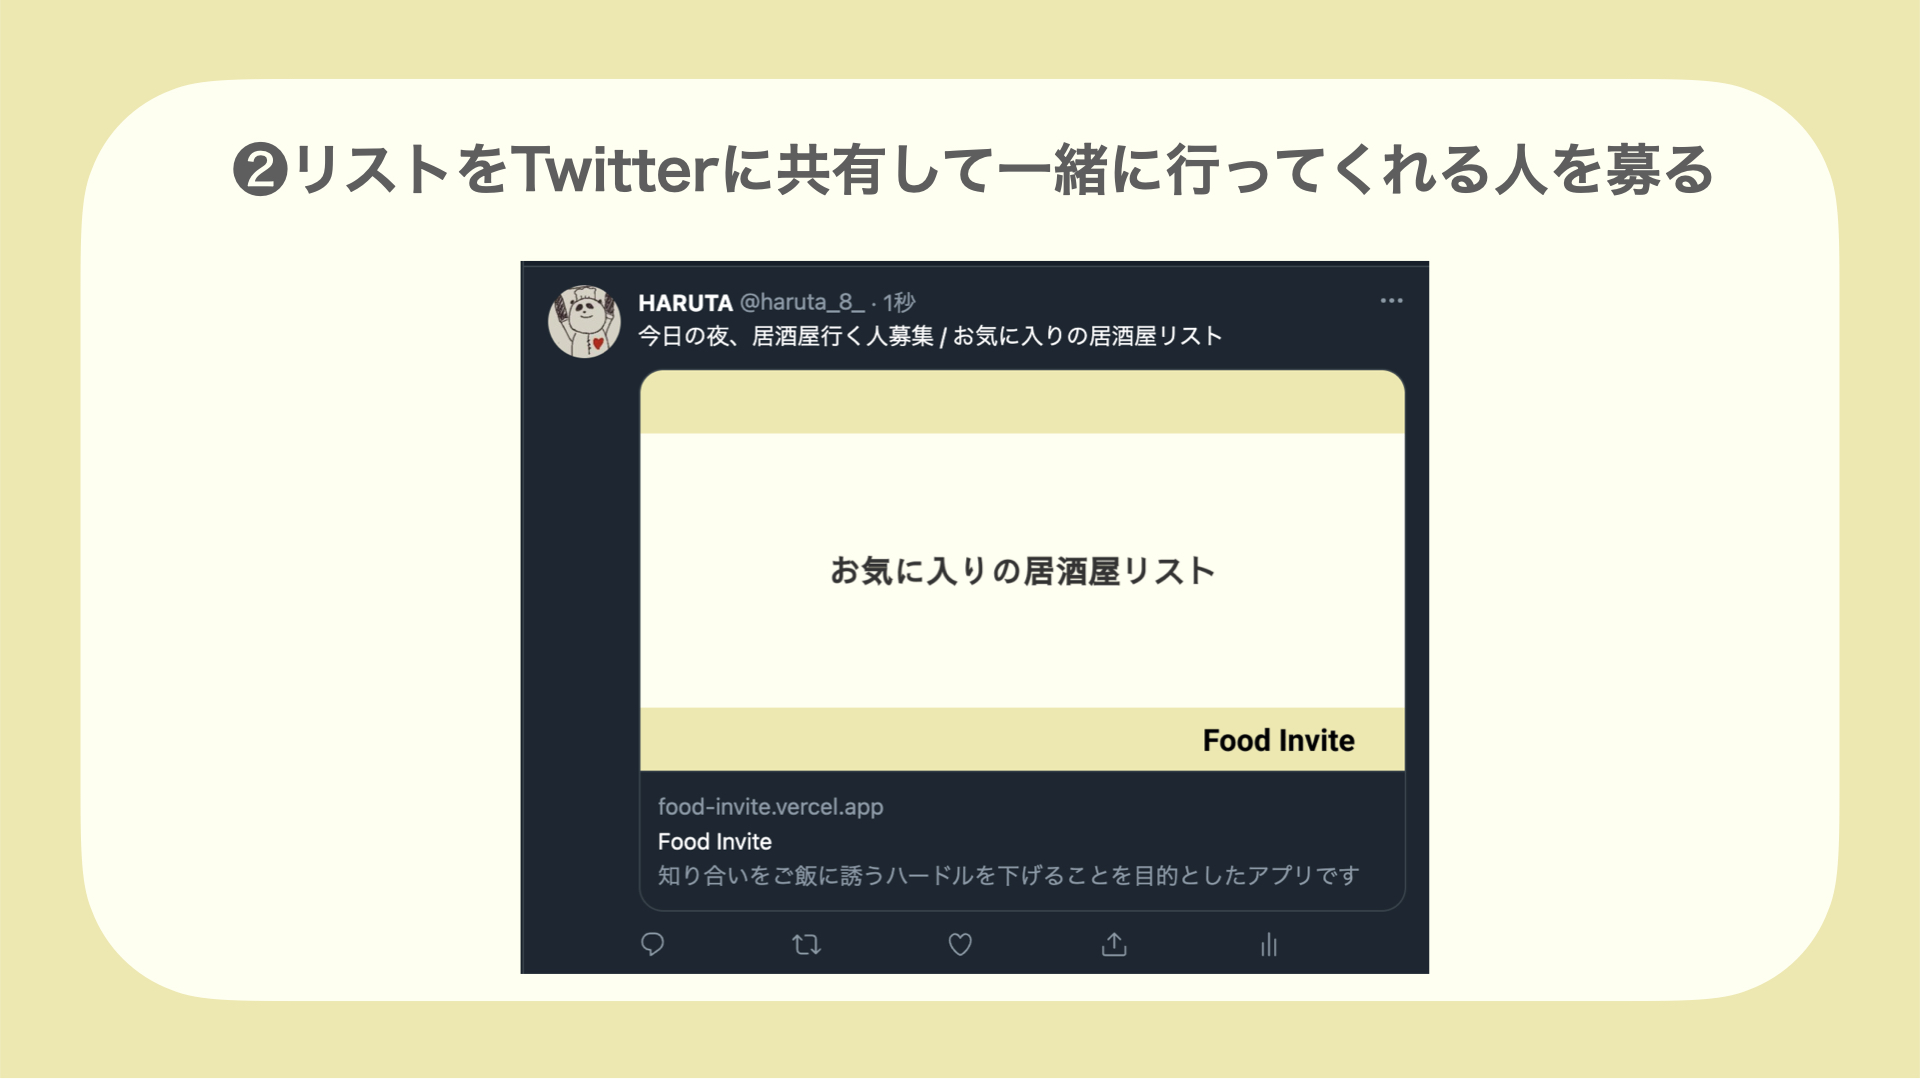 ❷リストをTwitterに共有して一緒に行ってくれる人を募る
HARUTA @haruta_8_ · 1秒
今日の夜、居酒屋行く人募集 / お気に入りの居酒屋リスト
お気に入りの居酒屋リスト
Food Invite
food-invite.vercel.app
Food Invite
知り合いをご飯に誘うハードルを下げることを目的としたアプリです